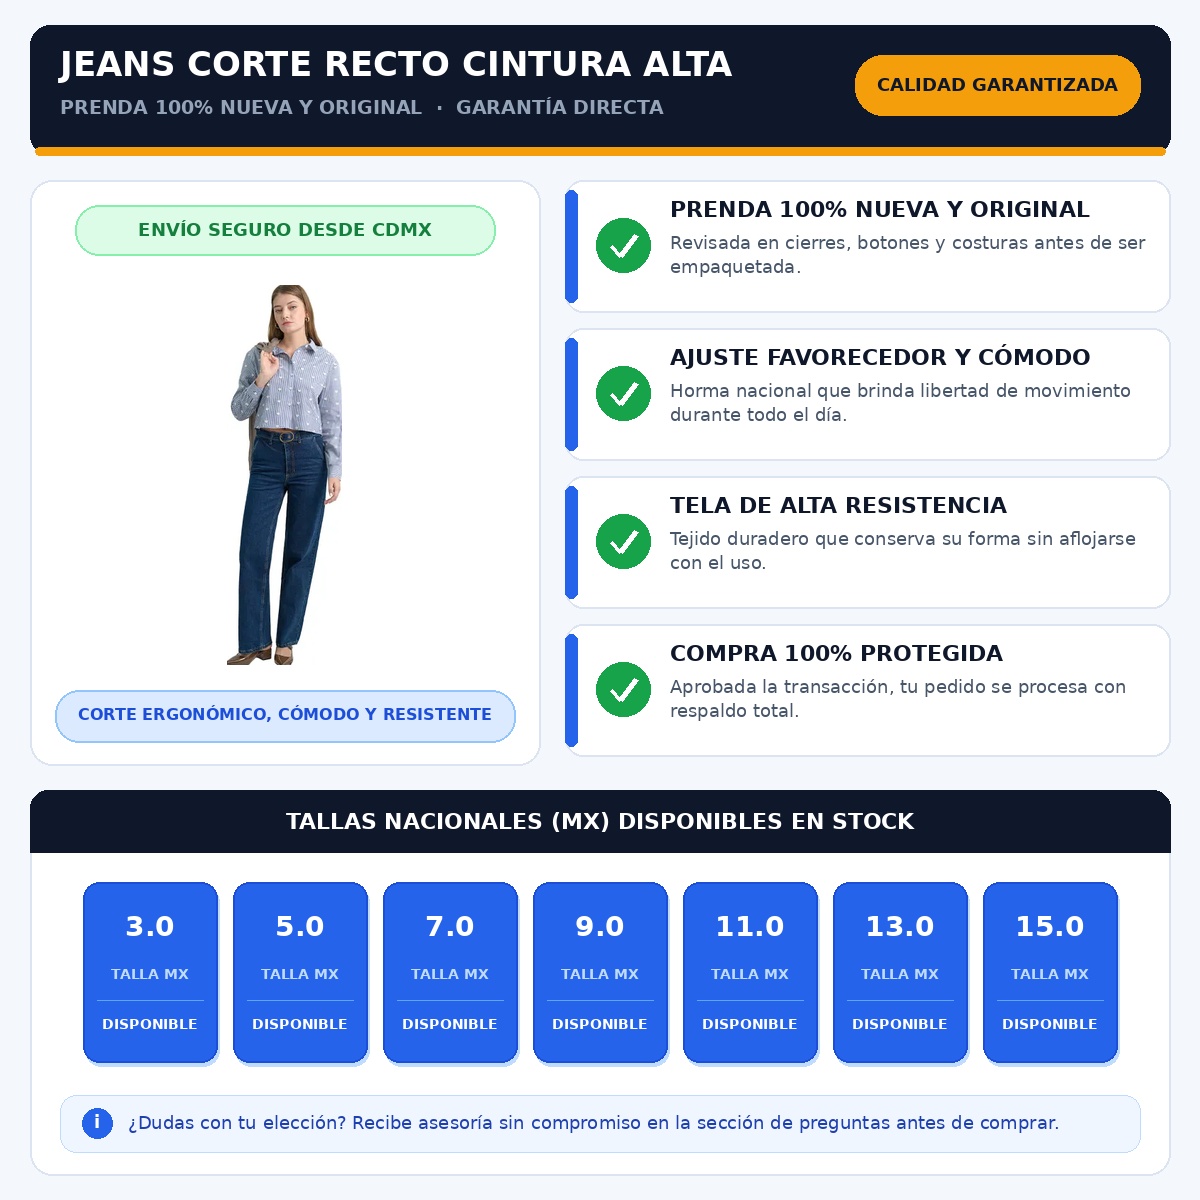 JEANS CORTE RECTO CINTURA ALTA
PRENDA 100% NUEVA Y ORIGINAL · GARANTÍA DIRECTA
CALIDAD GARANTIZADA
ENVÍO SEGURO DESDE CDMX
CORTE ERGONÓMICO, CÓMODO Y RESISTENTE
PRENDA 100% NUEVA Y ORIGINAL
Revisada en cierres, botones y costuras antes de ser
empaquetada.
AJUSTE FAVORECEDOR Y CÓMODO
Horma nacional que brinda libertad de movimiento
durante todo el día.
TELA DE ALTA RESISTENCIA
Tejido duradero que conserva su forma sin aflojarse
con el uso.
COMPRA 100% PROTEGIDA
Aprobada la transacción, tu pedido se procesa con
respaldo total.
TALLAS NACIONALES (MX) DISPONIBLES EN STOCK
3.0 5.0 7.0 9.0 11.0 13.0 15.0
TALLA MX TALLA MX TALLA MX TALLA MX TALLA MX TALLA MX TALLA MX
DISPONIBLE DISPONIBLE DISPONIBLE DISPONIBLE DISPONIBLE DISPONIBLE DISPONIBLE
i ¿Dudas con tu elección? Recibe asesoría sin compromiso en la sección de preguntas antes de comprar.